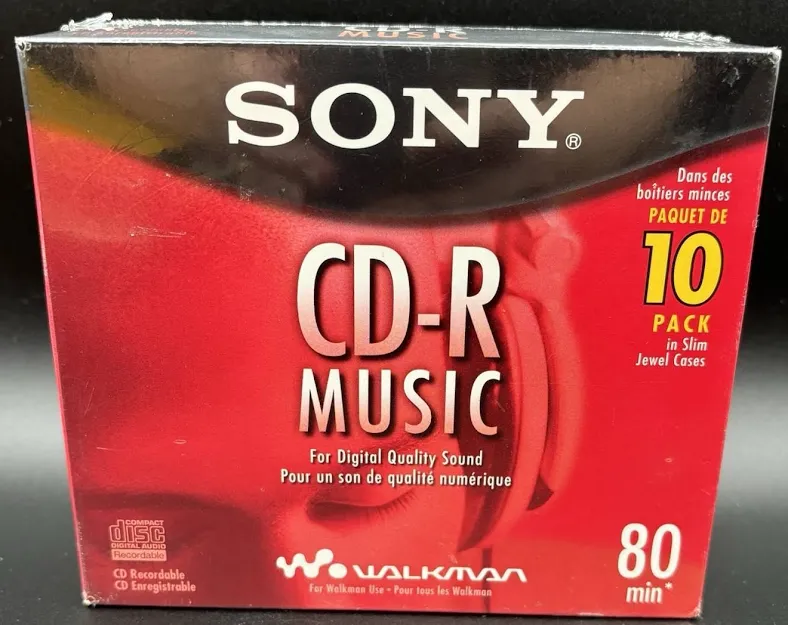 MUSIC
SONY®
Dans des
boîtiers minces
PAQUET DE
10
PACK
in Slim
Jewel Cases
CD-R
MUSIC
For Digital Quality Sound
Pour un son de qualité numérique
COMPACT
disc
DIGITAL AUDIO
Recordable
CD Recordable
CD Enregistrable
WALKMAN
For Walkman Use • Pour tous les Walkman
80
min*